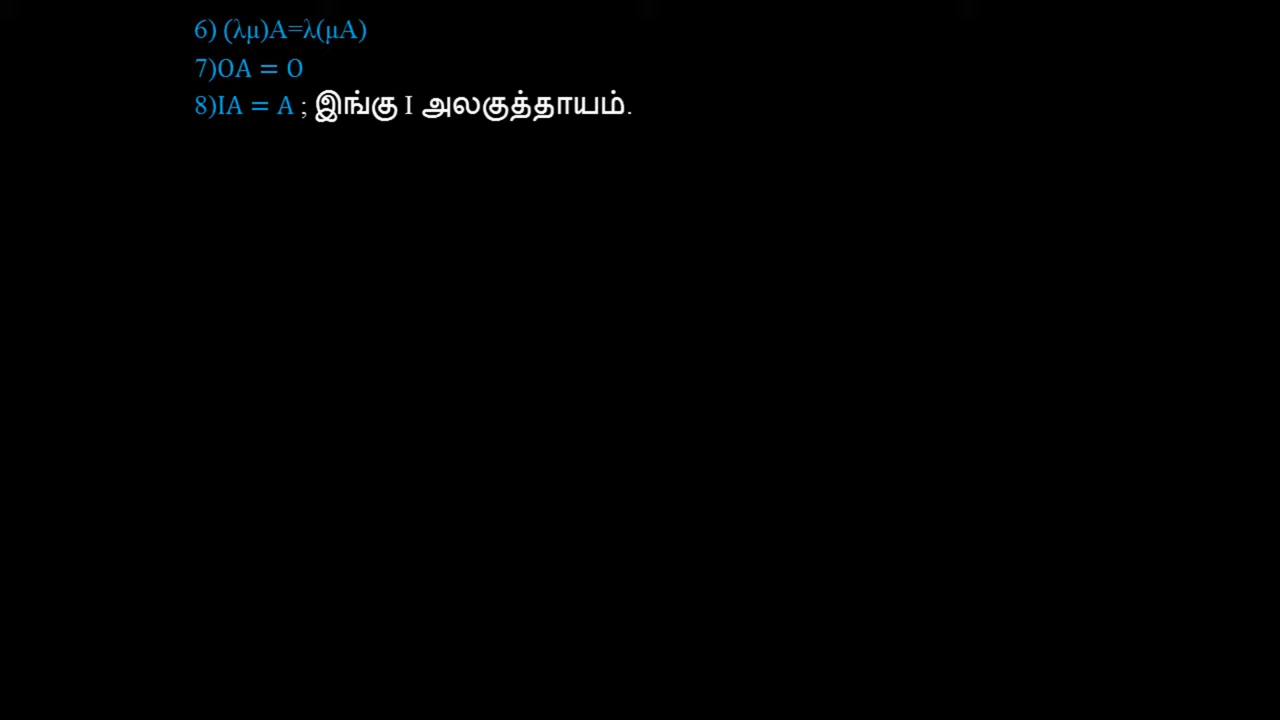 6) (λμ)A=λ(μA)
7)OA = O
8)IA = A ; இங்கு I அலகுத்தாயம்.